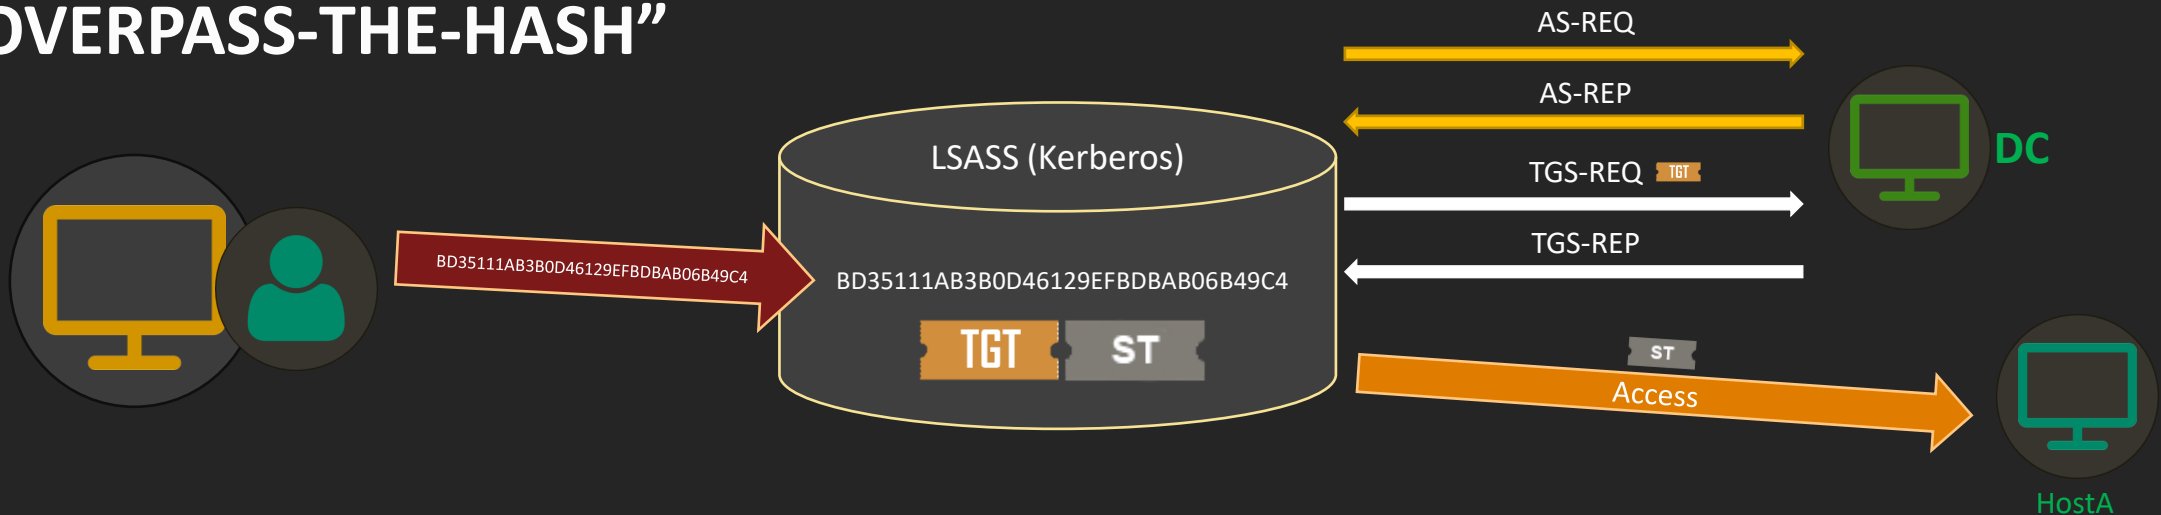 OVERPASS-THE-HASH”
AS-REQ
AS-REP
TGS-REQ TGT
TGS-REP
DC
LSASS (Kerberos)
BD35111AB3B0D46129EFBDBAB06B49C4
BD35111AB3B0D46129EFBDBAB06B49C4
TGT ST
ST
Access
HostA